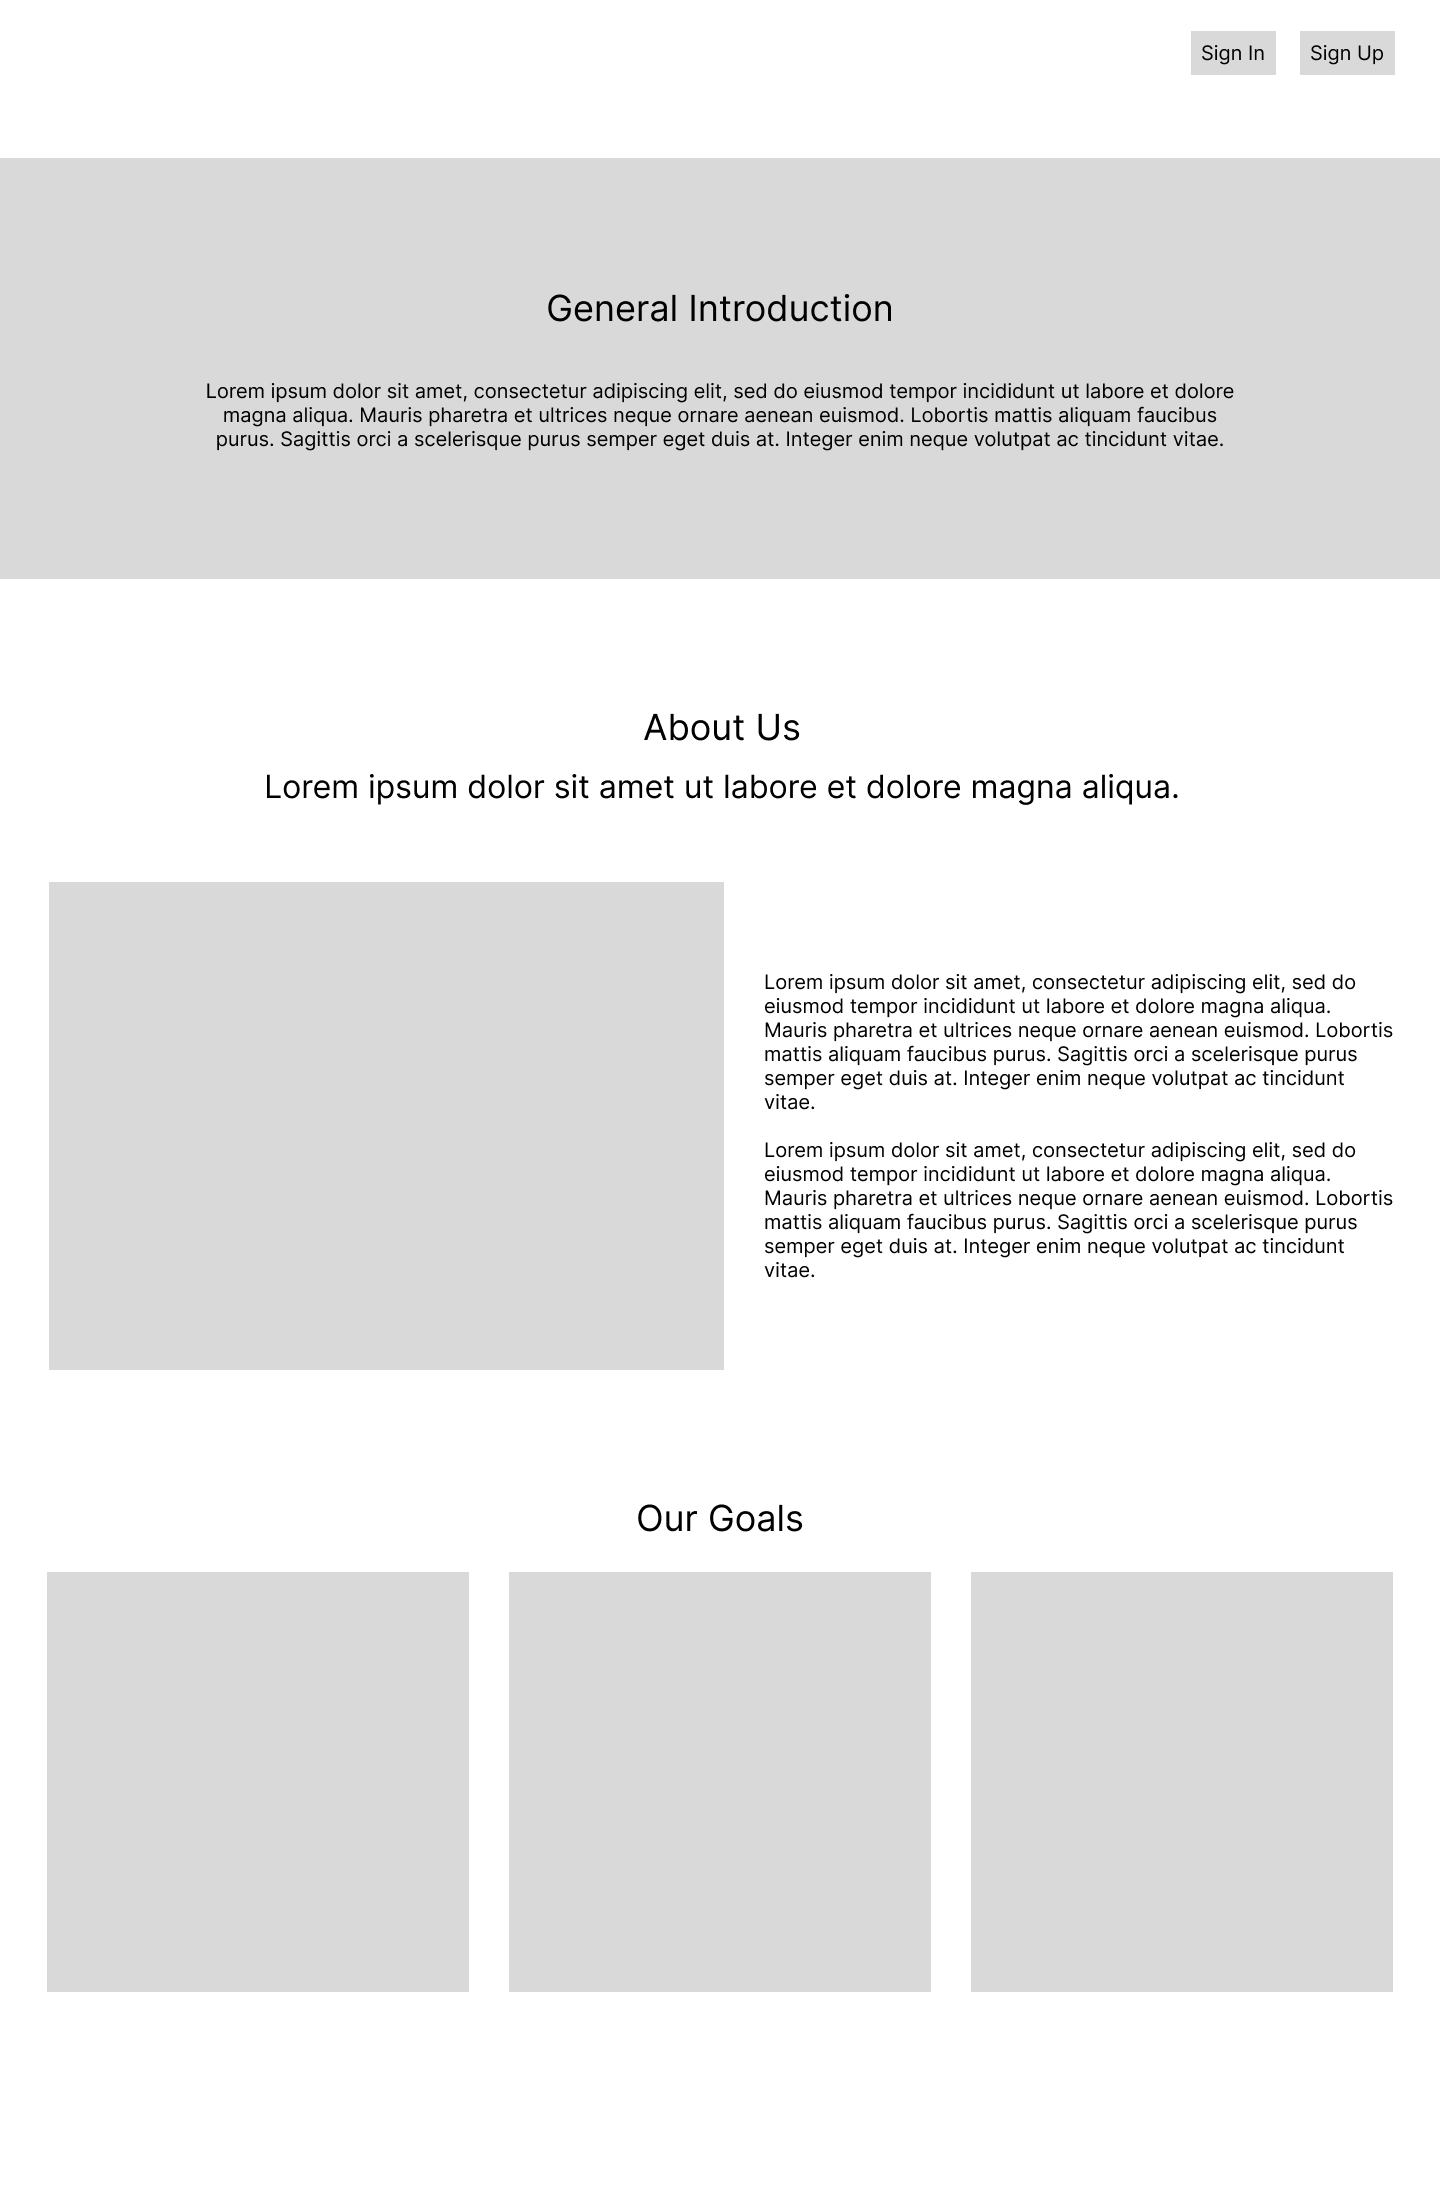 Sign In
Sign Up
General Introduction
Lorem ipsum dolor sit amet, consectetur adipiscing elit, sed do eiusmod tempor incididunt ut labore et dolore
magna aliqua. Mauris pharetra et ultrices neque ornare aenean euismod. Lobortis mattis aliquam faucibus
purus. Sagittis orci a scelerisque purus semper eget duis at. Integer enim neque volutpat ac tincidunt vitae.
About Us
Lorem ipsum dolor sit amet ut labore et dolore magna aliqua.
Lorem ipsum dolor sit amet, consectetur adipiscing elit, sed do
eiusmod tempor incididunt ut labore et dolore magna aliqua.
Mauris pharetra et ultrices neque ornare aenean euismod. Lobortis
mattis aliquam faucibus purus. Sagittis orci a scelerisque purus
semper eget duis at. Integer enim neque volutpat ac tincidunt
vitae.
Lorem ipsum dolor sit amet, consectetur adipiscing elit, sed do
eiusmod tempor incididunt ut labore et dolore magna aliqua.
Mauris pharetra et ultrices neque ornare aenean euismod. Lobortis
mattis aliquam faucibus purus. Sagittis orci a scelerisque purus
semper eget duis at. Integer enim neque volutpat ac tincidunt
vitae.
Our Goals